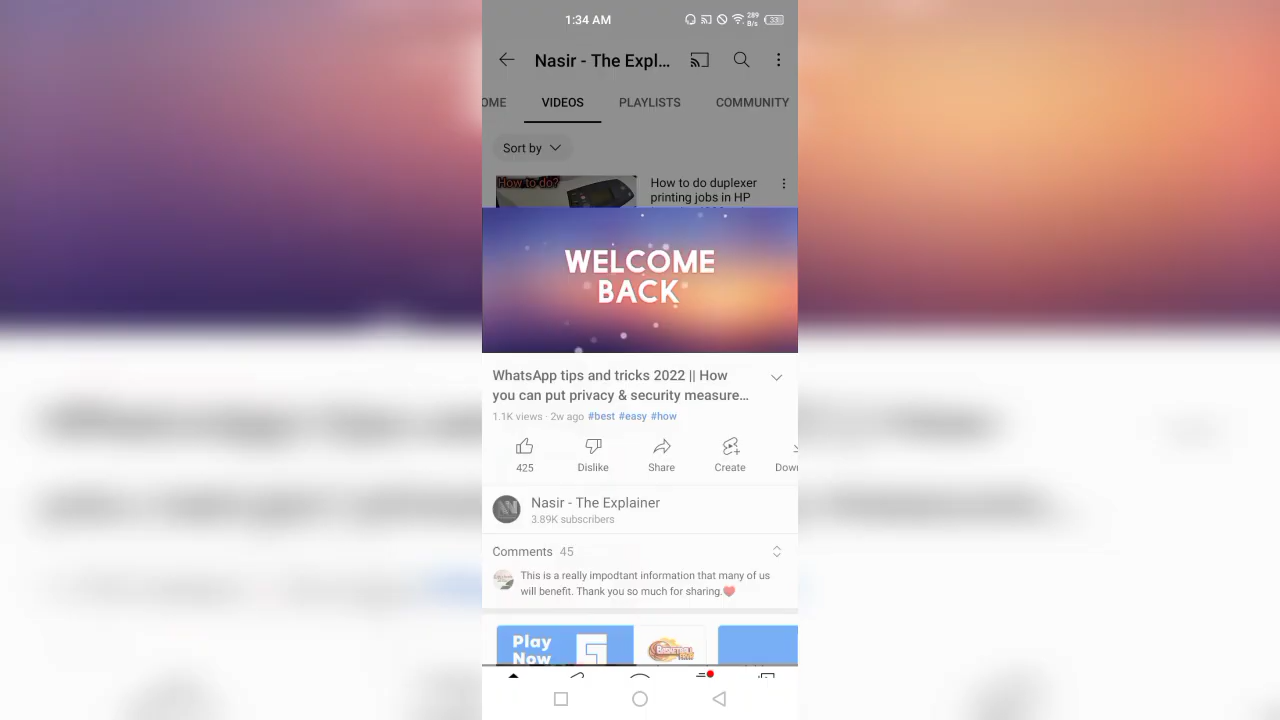 1:34 AM
289
B/s
33
Nasir - The Expl...
OME
VIDEOS
PLAYLISTS
COMMUNITY
Sort by
How to do?
How to do duplexer
printing jobs in HP
WELCOME
BACK
WhatsApp tips and tricks 2022 || How
you can put privacy & security measure...
1.1K views · 2w ago #best #easy #how
425
Dislike
Share
Create
Dow
Nasir - The Explainer
3.89K subscribers
Comments 45
This is a really impodtant information that many of us
will benefit. Thank you so much for sharing.❤️
Play
Now
BASKETBALL